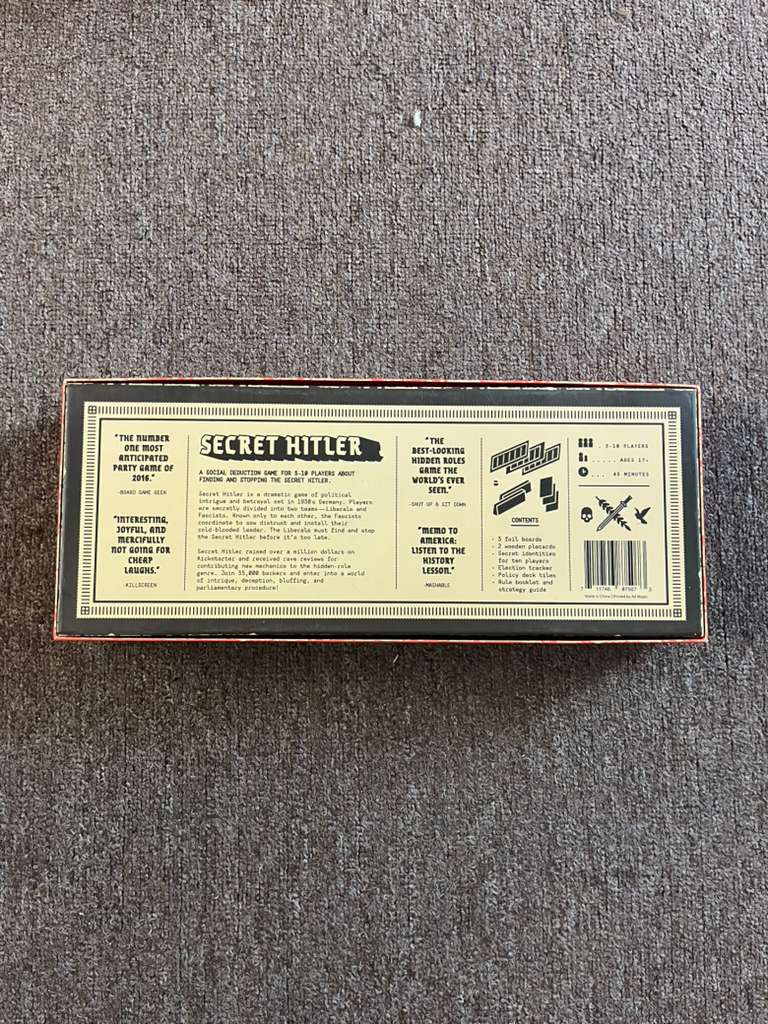 "THE NUMBER
ONE MOST
ANTICIPATED
PARTY GAME OF
2016."
-BOARD GAME GEEK
"INTERESTING,
JOYFUL, AND
MERCIFULLY
NOT GOING FOR
CHEAP
LAUGHS."
-KILLSCREEN
SECRET HITLER
A SOCIAL DEDUCTION GAME FOR 5-10 PLAYERS ABOUT
FINDING AND STOPPING THE SECRET HITLER.
Secret Hitler is a dramatic game of political
intrigue and betrayal set in 1930s Germany. Players
are secretly divided into two teams—Liberals and
Fascists. Known only to each other, the Fascists
coordinate to sow distrust and install their
cold-blooded leader. The Liberals must find and stop
the Secret Hitler before it's too late.
Secret Hitler raised over a million dollars on
Kickstarter and received rave reviews for
contributing new mechanics to the hidden-role
genre. Join 35,000 backers and enter into a world
of intrigue, deception, bluffing, and
parliamentary procedure!
"THE
BEST-LOOKING
HIDDEN ROLES
GAME THE
WORLD'S EVER
SEEN."
-SHUT UP & SIT DOWN
"MEMO TO
AMERICA:
LISTEN TO THE
HISTORY
LESSON."
-MASHABLE
CONTENTS
- 3 foil boards
- 2 wooden placards
- Secret identities
for ten players
- Election tracker
- Policy deck tiles
- Rule booklet and
strategy guide
.. 5-10 PLAYERS
...... AGES 17+
.... 45 MINUTES
Made in China | Printed by Ad Magic